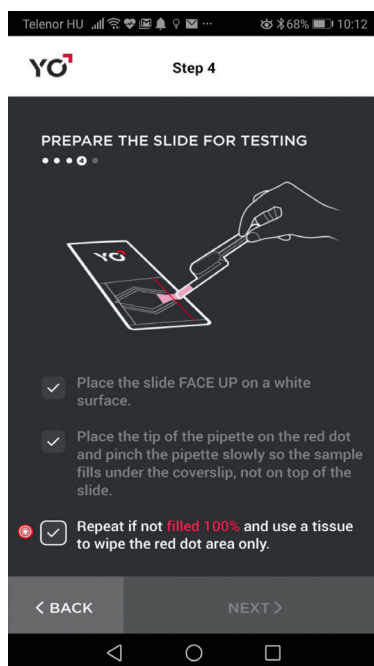 Telenor HU ... 68% 10:12
YO
Step 4
PREPARE THE SLIDE FOR TESTING
4
YO
Place the slide FACE UP on a white
surface.
Place the tip of the pipette on the red dot
and pinch the pipette slowly so the sample
fills under the coverslip, not on top of the
slide.
Repeat if not filled 100% and use a tissue
to wipe the red dot area only.
< BACK
NEXT >